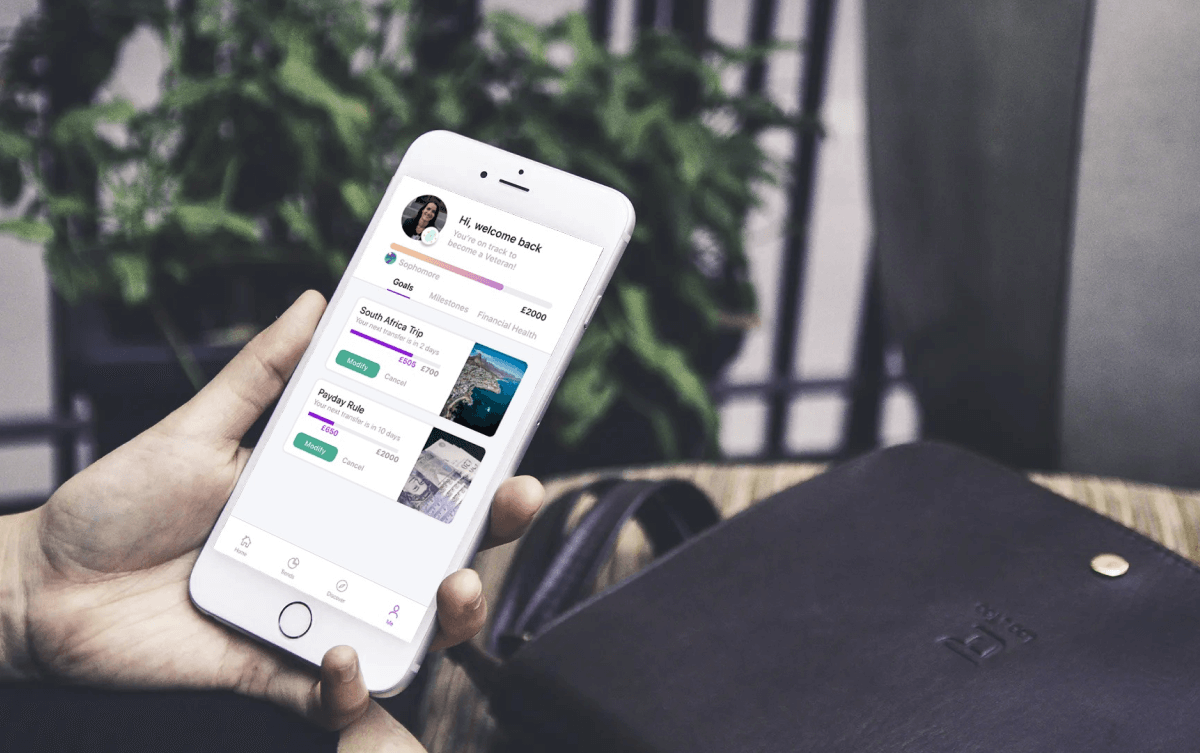 Hi, welcome back
You're on track to
become a Veteran!
Sophomore
£2000
Goals
Milestones
Financial Health
South Africa Trip
Your next transfer is in 2 days
£505
£700
Modify
Cancel
Payday Rule
Your next transfer is in 10 days
£650
£2000
Modify
Cancel
Home
Discover
Me